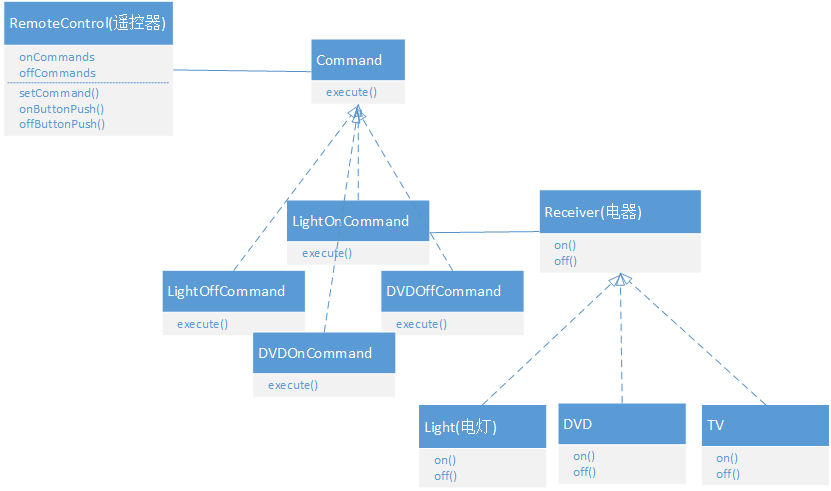 RemoteControl(遥控器)
onCommands
offCommands
setCommand()
onButtonPush()
offButtonPush()
Command
execute()
LightOnCommand
execute()
Receiver(电器)
on()
off()
LightOffCommand
execute()
DVDOffCommand
execute()
DVDOnCommand
execute()
Light(电灯)
on()
off()
DVD
on()
off()
TV
on()
off()